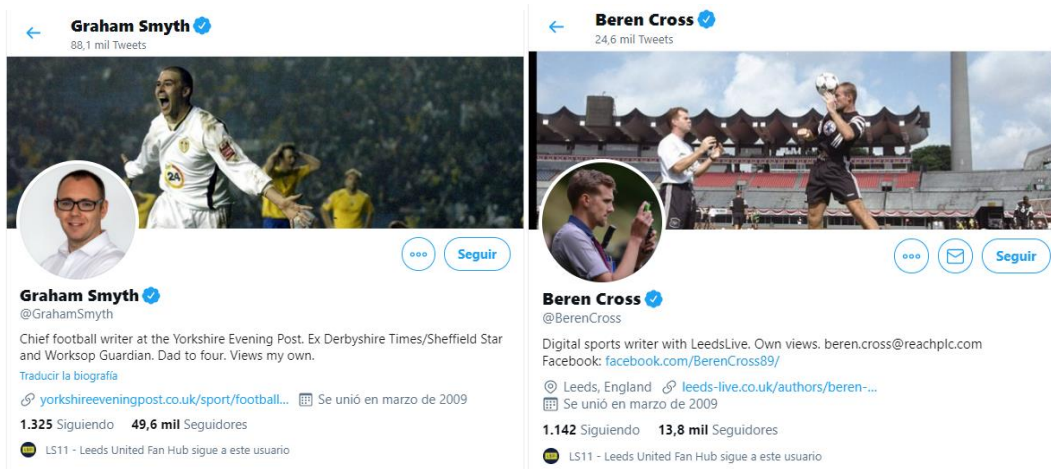 Graham Smyth
88,1 mil Tweets
24
Seguir
Graham Smyth
@GrahamSmyth
Chief football writer at the Yorkshire Evening Post. Ex Derbyshire Times/Sheffield Star
and Worksop Guardian. Dad to four. Views my own.
Traducir la biografía
yorkshireeveningpost.co.uk/sport/football... Se unió en marzo de 2009
1.325 Siguiendo 49,6 mil Seguidores
LS11 - Leeds United Fan Hub sigue a este usuario
Beren Cross
24,6 mil Tweets
Seguir
Beren Cross
@BerenCross
Digital sports writer with LeedsLive. Own views. beren.cross@reachplc.com
Facebook: facebook.com/BerenCross89/
Leeds, England leeds-live.co.uk/authors/beren-...
Se unió en marzo de 2009
1.142 Siguiendo 13,8 mil Seguidores
LS11 - Leeds United Fan Hub sigue a este usuario